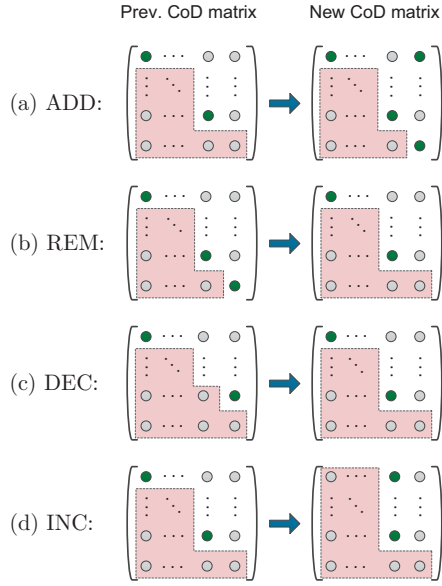 Prev. CoD matrix New CoD matrix
(a) ADD:
(b) REM:
(c) DEC:
(d) INC: